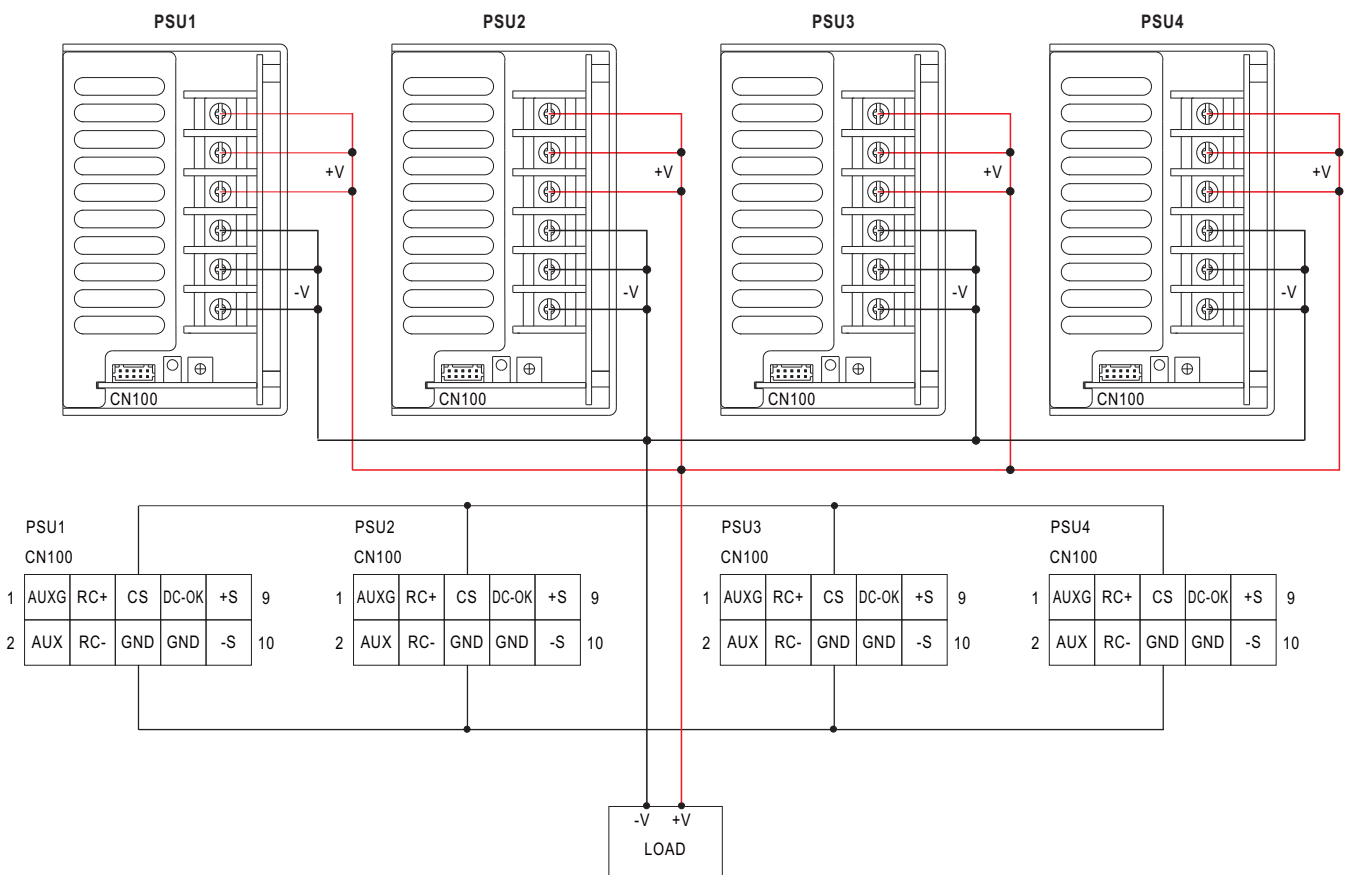 PSU1 PSU2 PSU3 PSU4
+V +V +V +V
-V -V -V -V
CN100 CN100 CN100 CN100
PSU1 PSU2 PSU3 PSU4
CN100 CN100 CN100 CN100
1 AUXG RC+ CS DC-OK +S 9 1 AUXG RC+ CS DC-OK +S 9 1 AUXG RC+ CS DC-OK +S 9 1 AUXG RC+ CS DC-OK +S 9
2 AUX RC- GND GND -S 10 2 AUX RC- GND GND -S 10 2 AUX RC- GND GND -S 10 2 AUX RC- GND GND -S 10
-V +V
LOAD